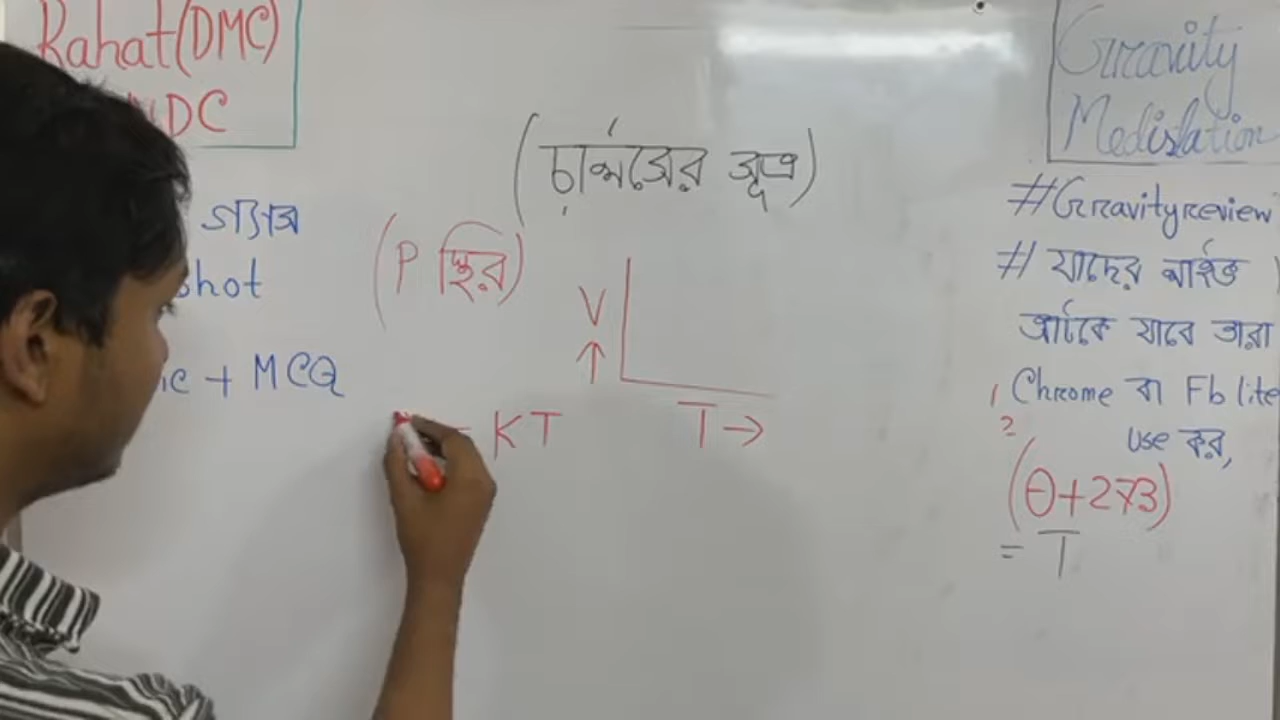 Rahat(DMC)
DC
গ্যাস
shot
+ MCQ
(চার্লসের সূত্র)
(P স্থির)
V
↑
= KT
T→
Gravity
Medislation
#Gravityreview
# যাদের লাইভ
আটকে যাবে তারা
1 Chrome বা Fb lite
2
use কর,
(θ+273)
= T